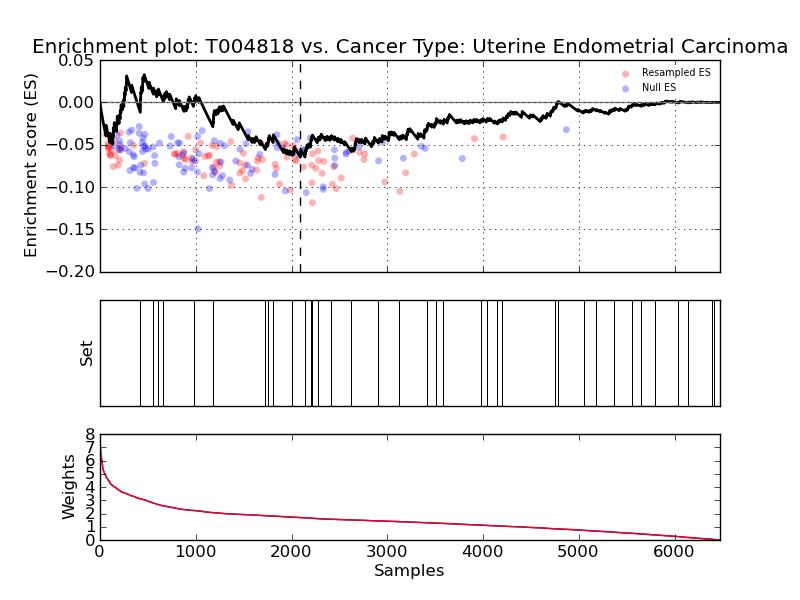 Enrichment plot: T004818 vs. Cancer Type: Uterine Endometrial Carcinoma
0.05
0.00
−0.05
−0.10
−0.15
−0.20
Enrichment score (ES)
Resampled ES
Null ES
Set
8
7
6
5
4
3
2
1
0
Weights
0 1000 2000 3000 4000 5000 6000
Samples